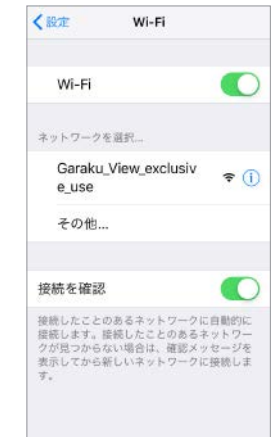 設定 Wi-Fi
Wi-Fi
ネットワークを選択...
Garaku_View_exclusiv
e_use
その他...
接続を確認
接続したことのあるネットワークに自動的に
接続します。接続したことのあるネットワー
クが見つからない場合は、確認メッセージを
表示してから新しいネットワークに接続しま
す。